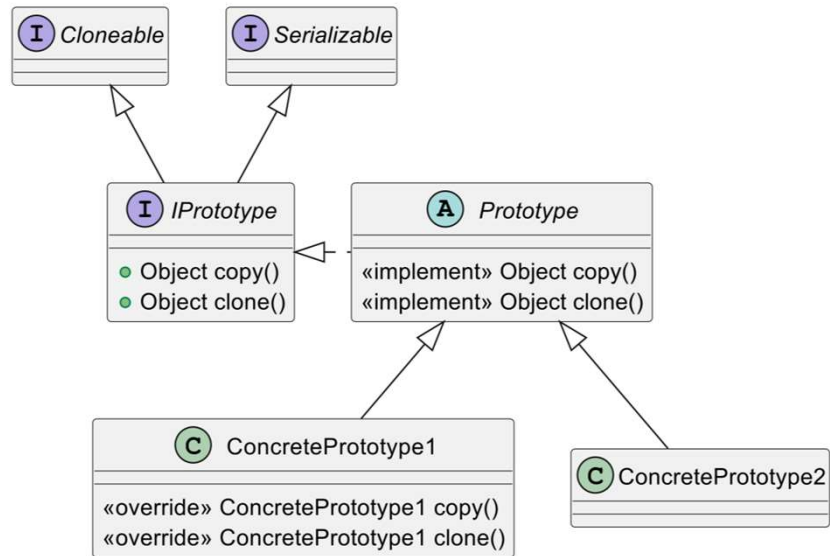 I Cloneable
I Serializable
I IPrototype
Object copy()
Object clone()
A Prototype
«implement» Object copy()
«implement» Object clone()
C ConcretePrototype1
«override» ConcretePrototype1 copy()
«override» ConcretePrototype1 clone()
C ConcretePrototype2